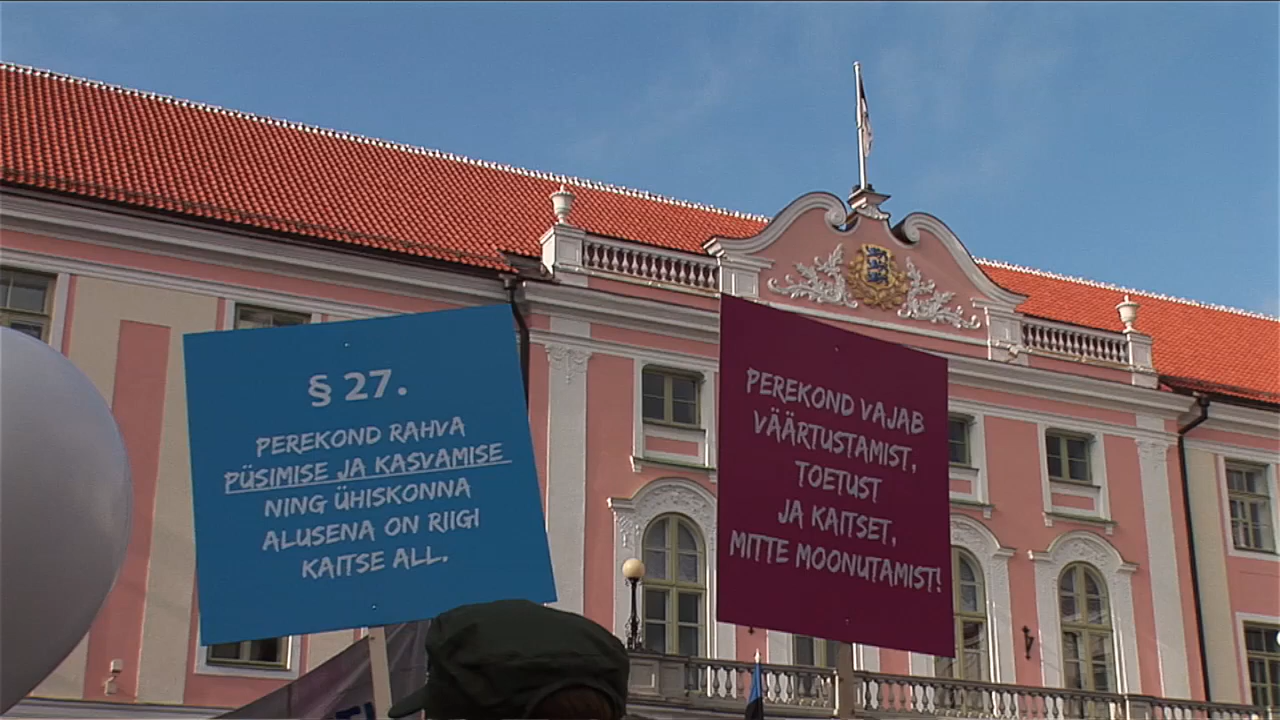 § 27.
PEREKOND RAHVA
PÜSIMISE JA KASVAMISE
NING ÜHISKONNA
ALUSENA ON RIIGI
KAITSE ALL.
PEREKOND VAJAB
VÄÄRTUSTAMIST,
TOETUST
JA KAITSET,
MITTE MOONUTAMIST!